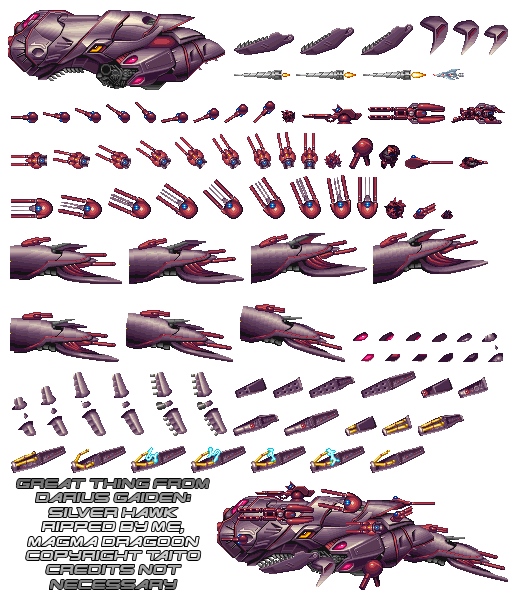 GREAT THING FROM
DARIUS GAIDEN:
SILVER HAWK
RIPPED BY ME,
MAGMA DRAGOON
COPYRIGHT TAITO
CREDITS NOT
NECESSARY